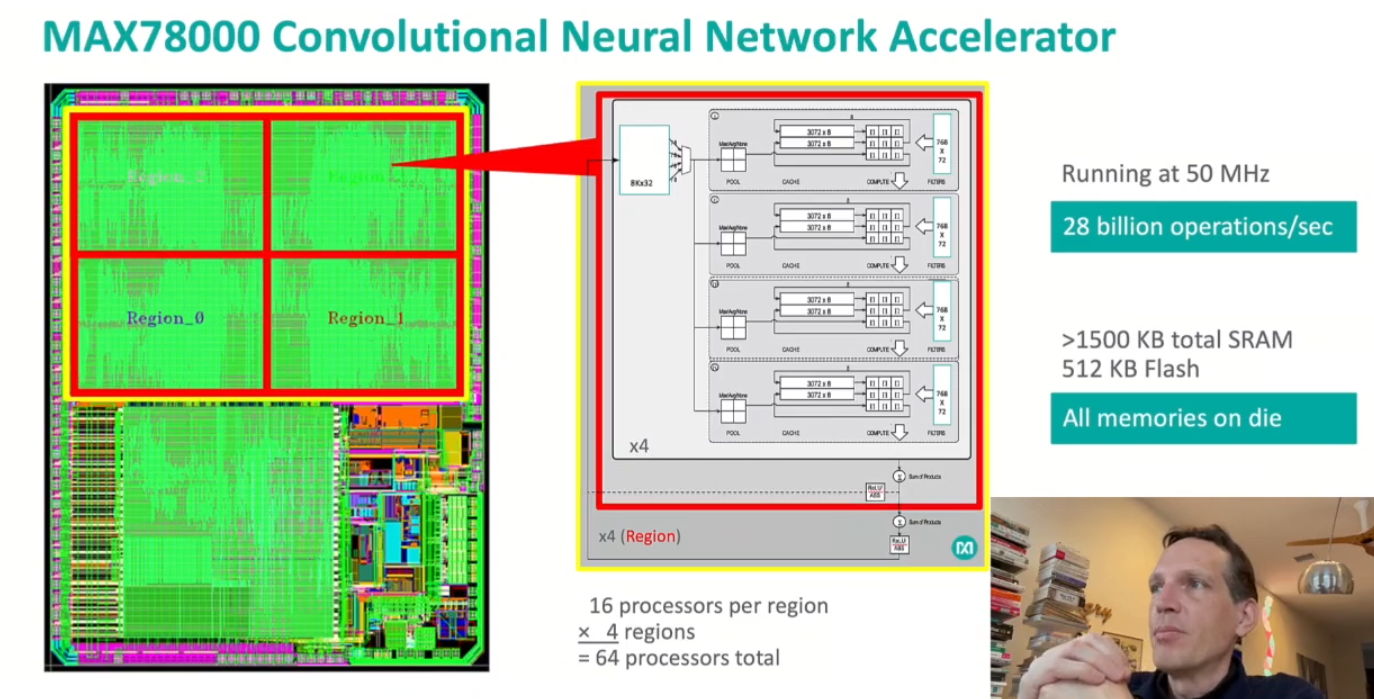 MAX78000 Convolutional Neural Network Accelerator
Region_2
Region_0
Region_1
8Kx32
Max/Avg/None
POOL
3072 x 8
3072 x 8
CACHE
COMPUTE
768
X
72
FILTERS
Max/Avg/None
POOL
3072 x 8
3072 x 8
CACHE
COMPUTE
768
X
72
FILTERS
Max/Avg/None
POOL
3072 x 8
3072 x 8
CACHE
COMPUTE
768
X
72
FILTERS
Max/Avg/None
POOL
3072 x 8
3072 x 8
CACHE
COMPUTE
768
X
72
FILTERS
x4
Sum of Products
ReLU/
ABS
Sum of Products
ReLU/
ABS
x4 (Region)
16 processors per region
x 4 regions
= 64 processors total
Running at 50 MHz
28 billion operations/sec
>1500 KB total SRAM
512 KB Flash
All memories on die